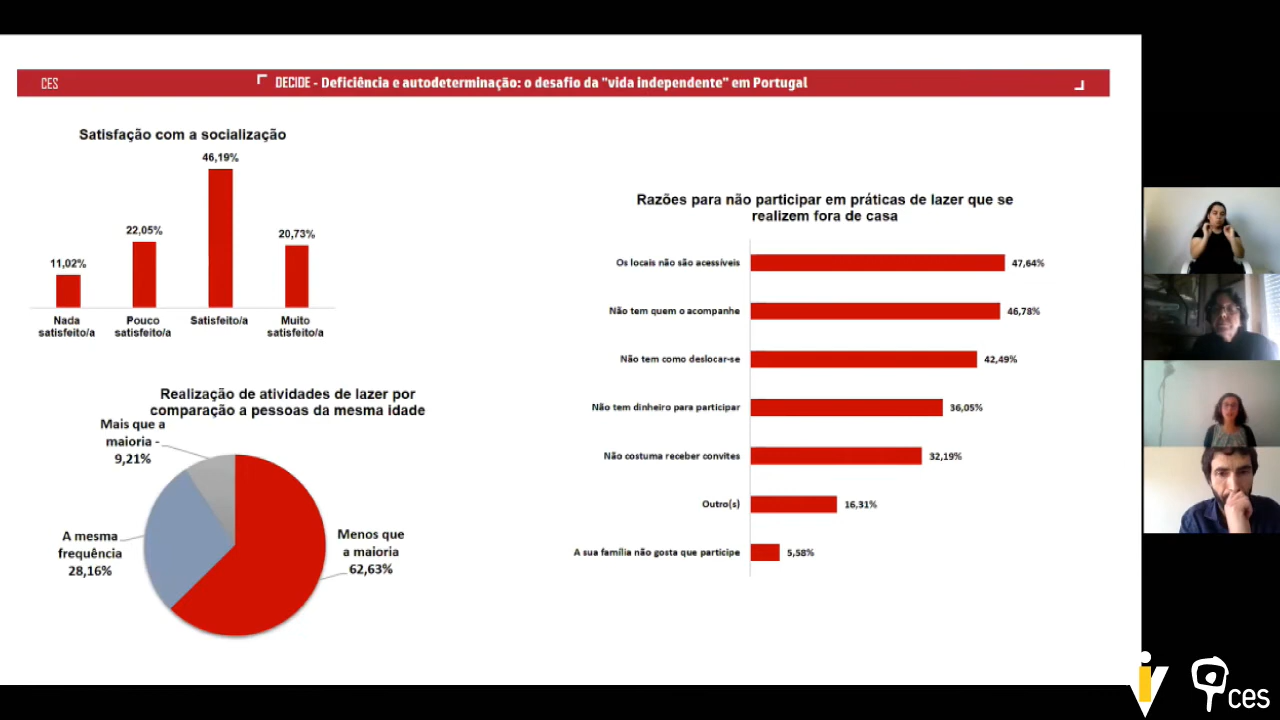 CES
DECIDE - Deficiência e autodeterminação: o desafio da "vida independente" em Portugal
Satisfação com a socialização
46,19%
22,05%
20,73%
11,02%
Nada
satisfeito/a
Pouco
satisfeito/a
Satisfeito/a
Muito
satisfeito/a
Realização de atividades de lazer por
comparação a pessoas da mesma idade
Mais que a
maioria -
9,21%
A mesma
frequência
28,16%
Menos que
a maioria
62,63%
Razões para não participar em práticas de lazer que se
realizem fora de casa
Os locais não são acessíveis 47,64%
Não tem quem o acompanhe 46,78%
Não tem como deslocar-se 42,49%
Não tem dinheiro para participar 36,05%
Não costuma receber convites 32,19%
Outro(s) 16,31%
A sua família não gosta que participe 5,58%
iv
ces